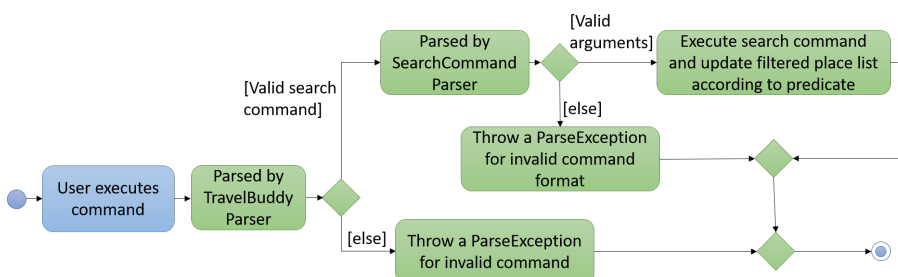 [Valid
arguments]
Parsed by
SearchCommand
Parser
Execute search command
and update filtered place list
according to predicate
[Valid search
command]
[else]
Throw a ParseException
for invalid command
format
User executes
command
Parsed by
TravelBuddy
Parser
[else]
Throw a ParseException
for invalid command